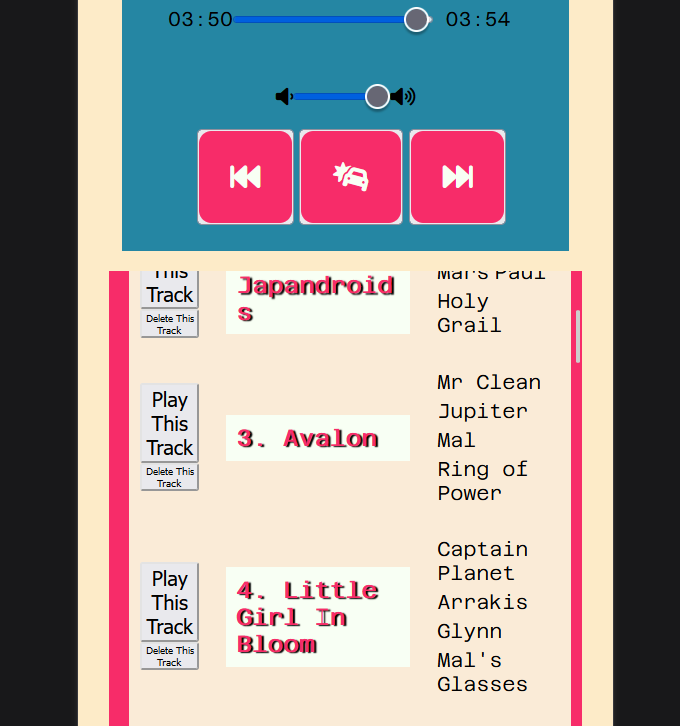 03:50
03:54
This
Track
Delete This
Track
Japandroid
s
Mars Paul
Holy
Grail
Play
This
Track
Delete This
Track
3. Avalon
Mr Clean
Jupiter
Mal
Ring of
Power
Play
This
Track
Delete This
Track
4. Little
Girl In
Bloom
Captain
Planet
Arrakis
Glynn
Mal's
Glasses